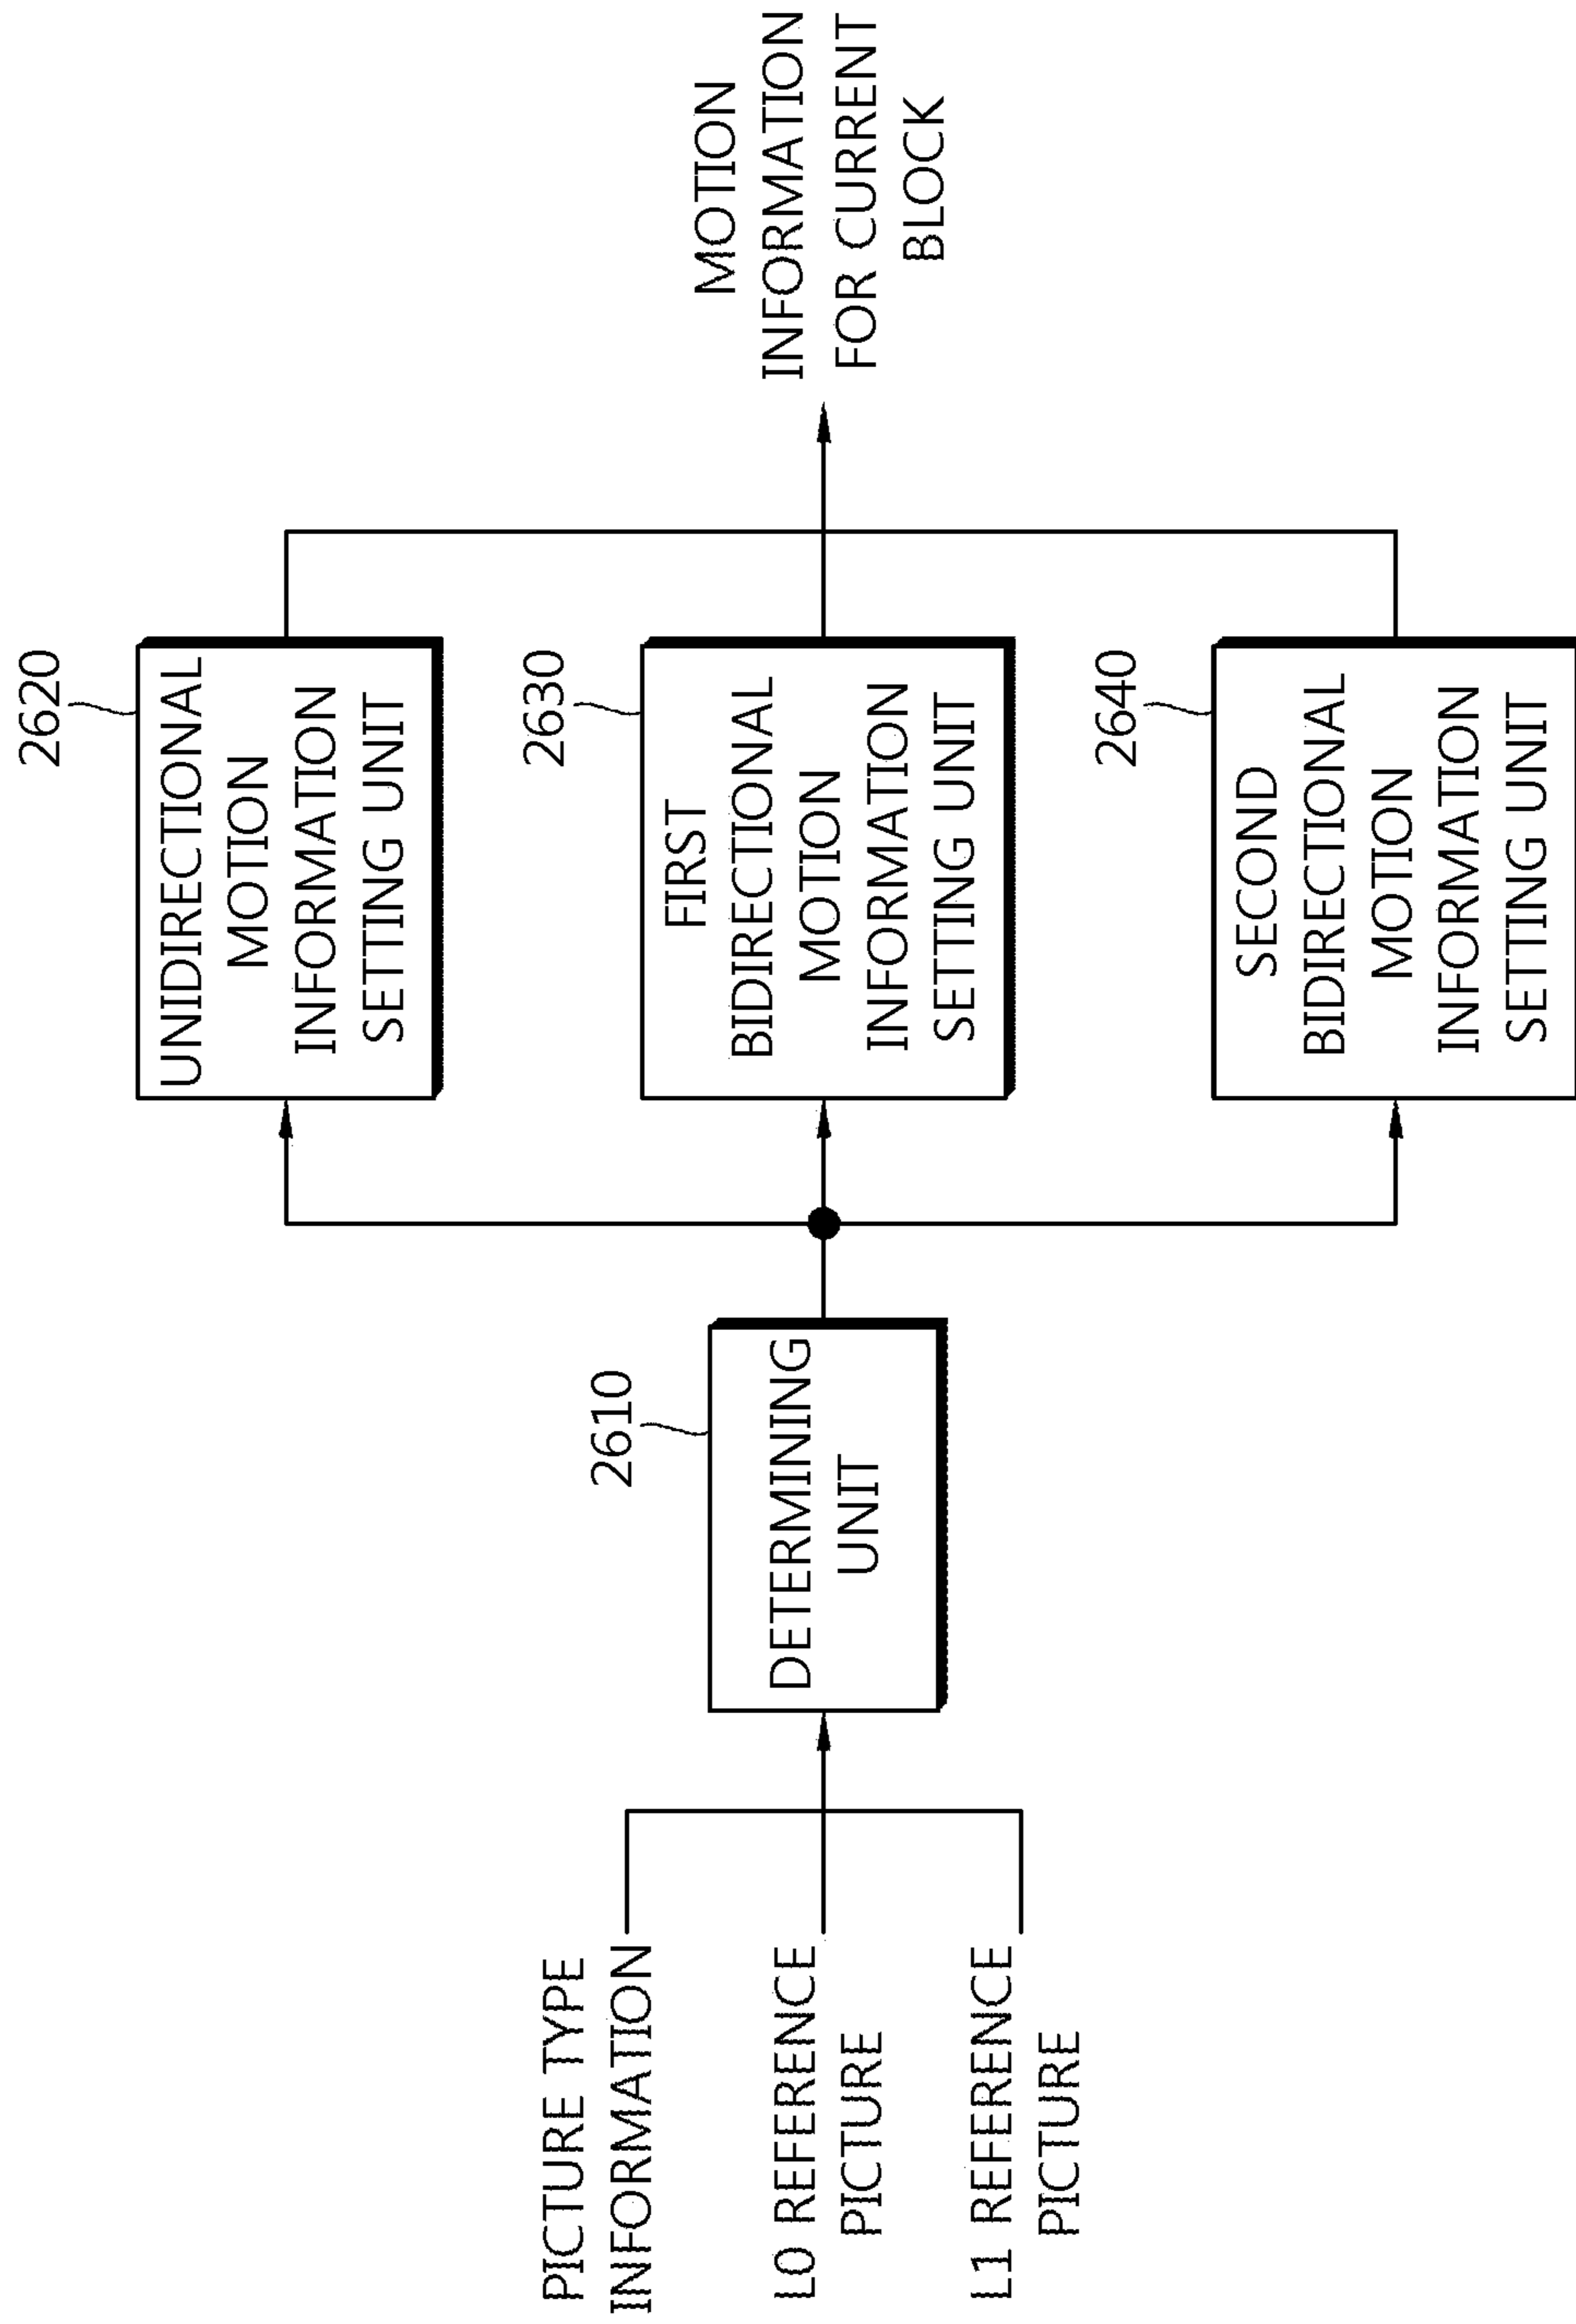 PICTURE TYPE
INFORMATION
L0 REFERENCE
PICTURE
L1 REFERENCE
PICTURE
2610
DETERMINING
UNIT
2620
UNIDIRECTIONAL
MOTION
INFORMATION
SETTING UNIT
2630
FIRST
BIDIRECTIONAL
MOTION
INFORMATION
SETTING UNIT
2640
SECOND
BIDIRECTIONAL
MOTION
INFORMATION
SETTING UNIT
MOTION
INFORMATION
FOR CURRENT
BLOCK